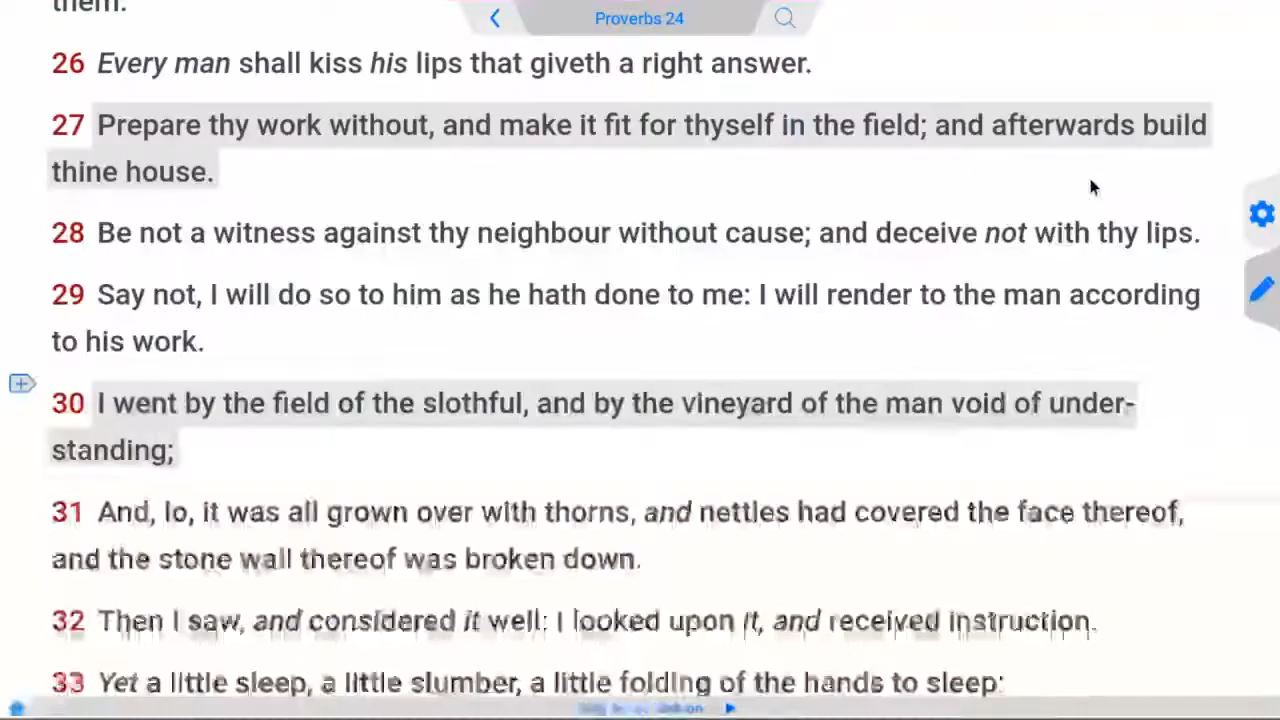 them.
Proverbs 24
26 Every man shall kiss his lips that giveth a right answer.
27 Prepare thy work without, and make it fit for thyself in the field; and afterwards build
thine house.
28 Be not a witness against thy neighbour without cause; and deceive not with thy lips.
29 Say not, I will do so to him as he hath done to me: I will render to the man according
to his work.
30 I went by the field of the slothful, and by the vineyard of the man void of under-
standing;
31 And, lo, it was all grown over with thorns, and nettles had covered the face thereof,
and the stone wall thereof was broken down.
32 Then I saw, and considered it well: I looked upon it, and received instruction.
33 Yet a little sleep, a little slumber, a little folding of the hands to sleep: